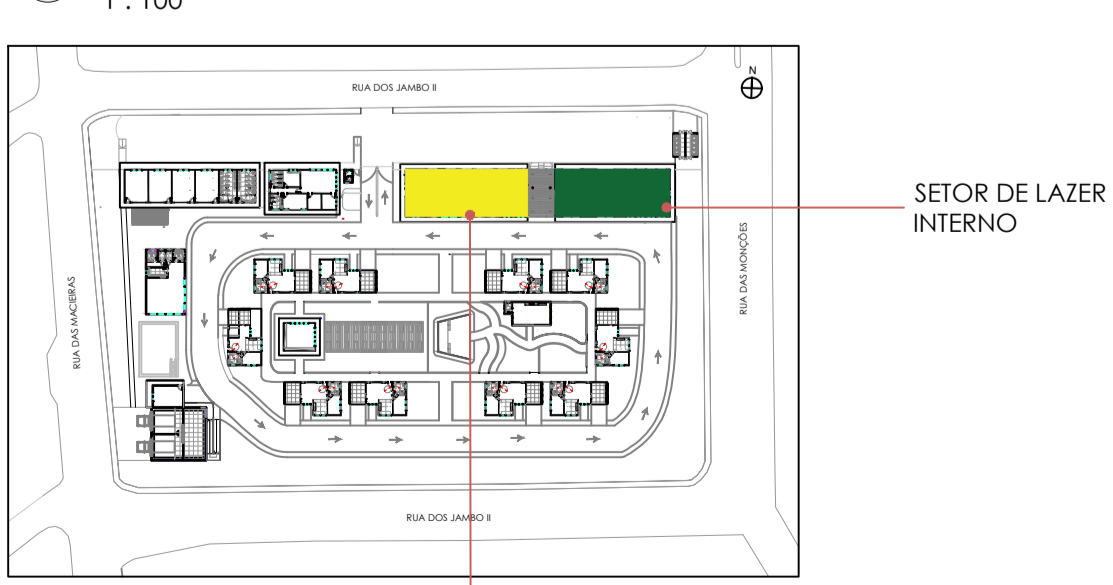 1 : 100
RUA DOS JAMBO II
N
SETOR DE LAZER
INTERNO
RUA DAS MONÇÕES
RUA DAS MACIEIRAS
RUA DOS JAMBO II